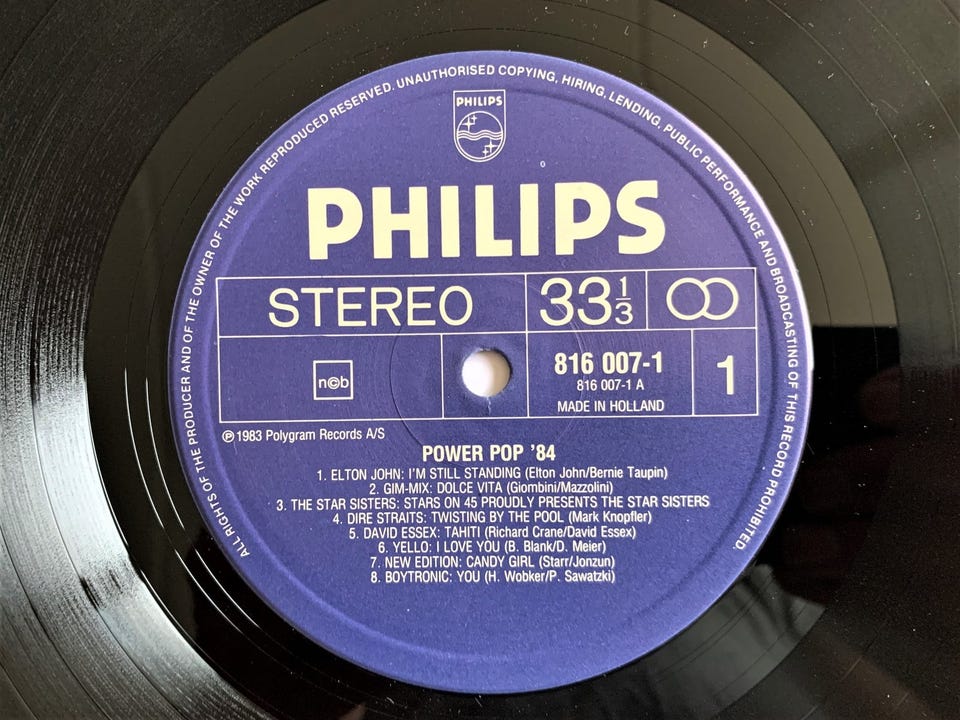 ALL RIGHTS OF THE PRODUCER AND OF THE OWNER OF THE WORK REPRODUCED RESERVED. UNAUTHORISED COPYING, HIRING, LENDING, PUBLIC PERFORMANCE AND BROADCASTING OF THIS RECORD PROHIBITED.
PHILIPS
PHILIPS
STEREO
33 1/3
n©b
816 007-1
816 007-1 A
MADE IN HOLLAND
1
℗ 1983 Polygram Records A/S
POWER POP '84
1. ELTON JOHN: I'M STILL STANDING (Elton John/Bernie Taupin)
2. GIM-MIX: DOLCE VITA (Giombini/Mazzolini)
3. THE STAR SISTERS: STARS ON 45 PROUDLY PRESENTS THE STAR SISTERS
4. DIRE STRAITS: TWISTING BY THE POOL (Mark Knopfler)
5. DAVID ESSEX: TAHITI (Richard Crane/David Essex)
6. YELLO: I LOVE YOU (B. Blank/D. Meier)
7. NEW EDITION: CANDY GIRL (Starr/Jonzun)
8. BOYTRONIC: YOU (H. Wobker/P. Sawatzki)